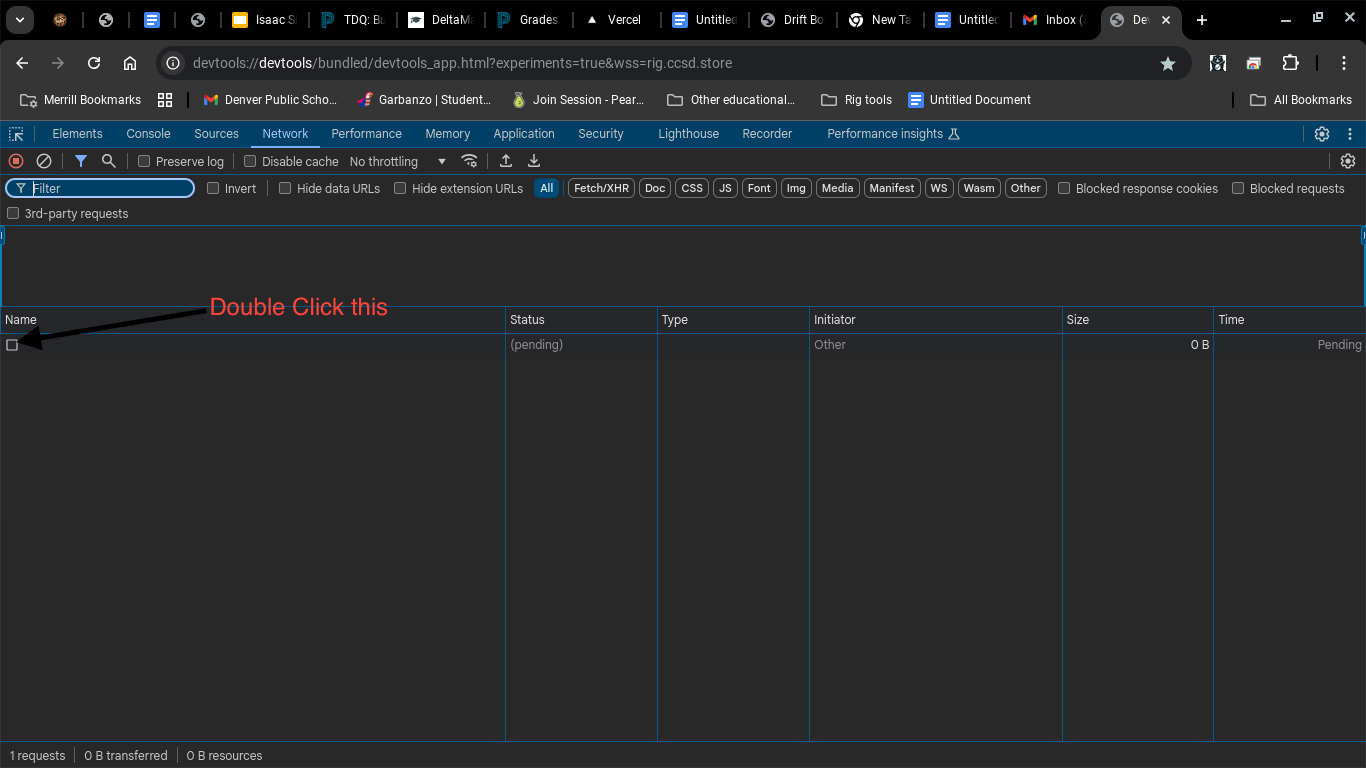 Isaac Si
TDQ: Bu
DeltaMa
Grades
Vercel
Untitled
Drift Bo
New Ta
Untitle
Inbox (
Dev
devtools://devtools/bundled/devtools_app.html?experiments=true&wss=rig.ccsd.store
Merrill Bookmarks
Denver Public Scho...
Garbanzo | Student...
Join Session - Pear...
Other educational...
Rig tools
Untitled Document
All Bookmarks
Elements Console Sources Network Performance Memory Application Security Lighthouse Recorder Performance insights
Preserve log Disable cache No throttling
Filter Invert Hide data URLs Hide extension URLs All Fetch/XHR Doc CSS JS Font Img Media Manifest WS Wasm Other Blocked response cookies Blocked requests
3rd-party requests
Double Click this
Name Status Type Initiator Size Time
(pending) Other 0 B Pending
1 requests 0 B transferred 0 B resources